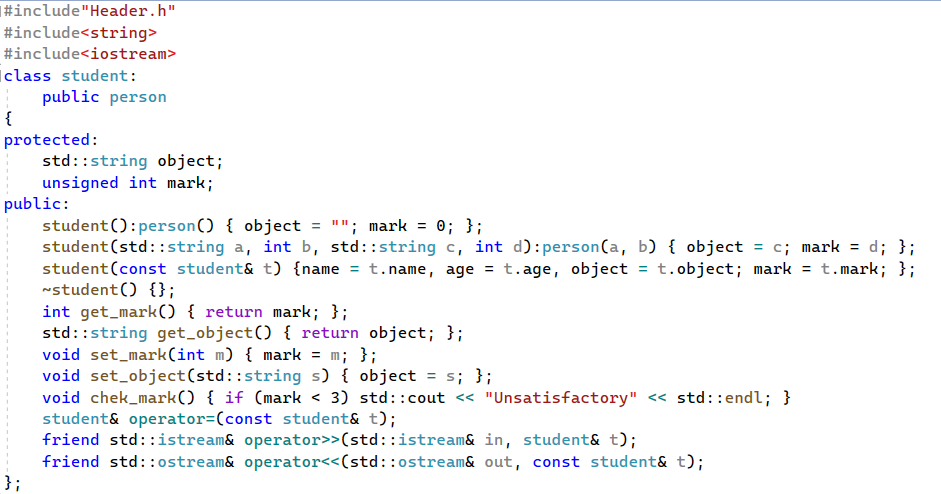 #include"Header.h"
#include<string>
#include<iostream>
class student:
    public person
{
protected:
    std::string object;
    unsigned int mark;
public:
    student():person() { object = ""; mark = 0; };
    student(std::string a, int b, std::string c, int d):person(a, b) { object = c; mark = d; };
    student(const student& t) {name = t.name, age = t.age, object = t.object; mark = t.mark; };
    ~student() {};
    int get_mark() { return mark; };
    std::string get_object() { return object; };
    void set_mark(int m) { mark = m; };
    void set_object(std::string s) { object = s; };
    void chek_mark() { if (mark < 3) std::cout << "Unsatisfactory" << std::endl; }
    student& operator=(const student& t);
    friend std::istream& operator>>(std::istream& in, student& t);
    friend std::ostream& operator<<(std::ostream& out, const student& t);
};